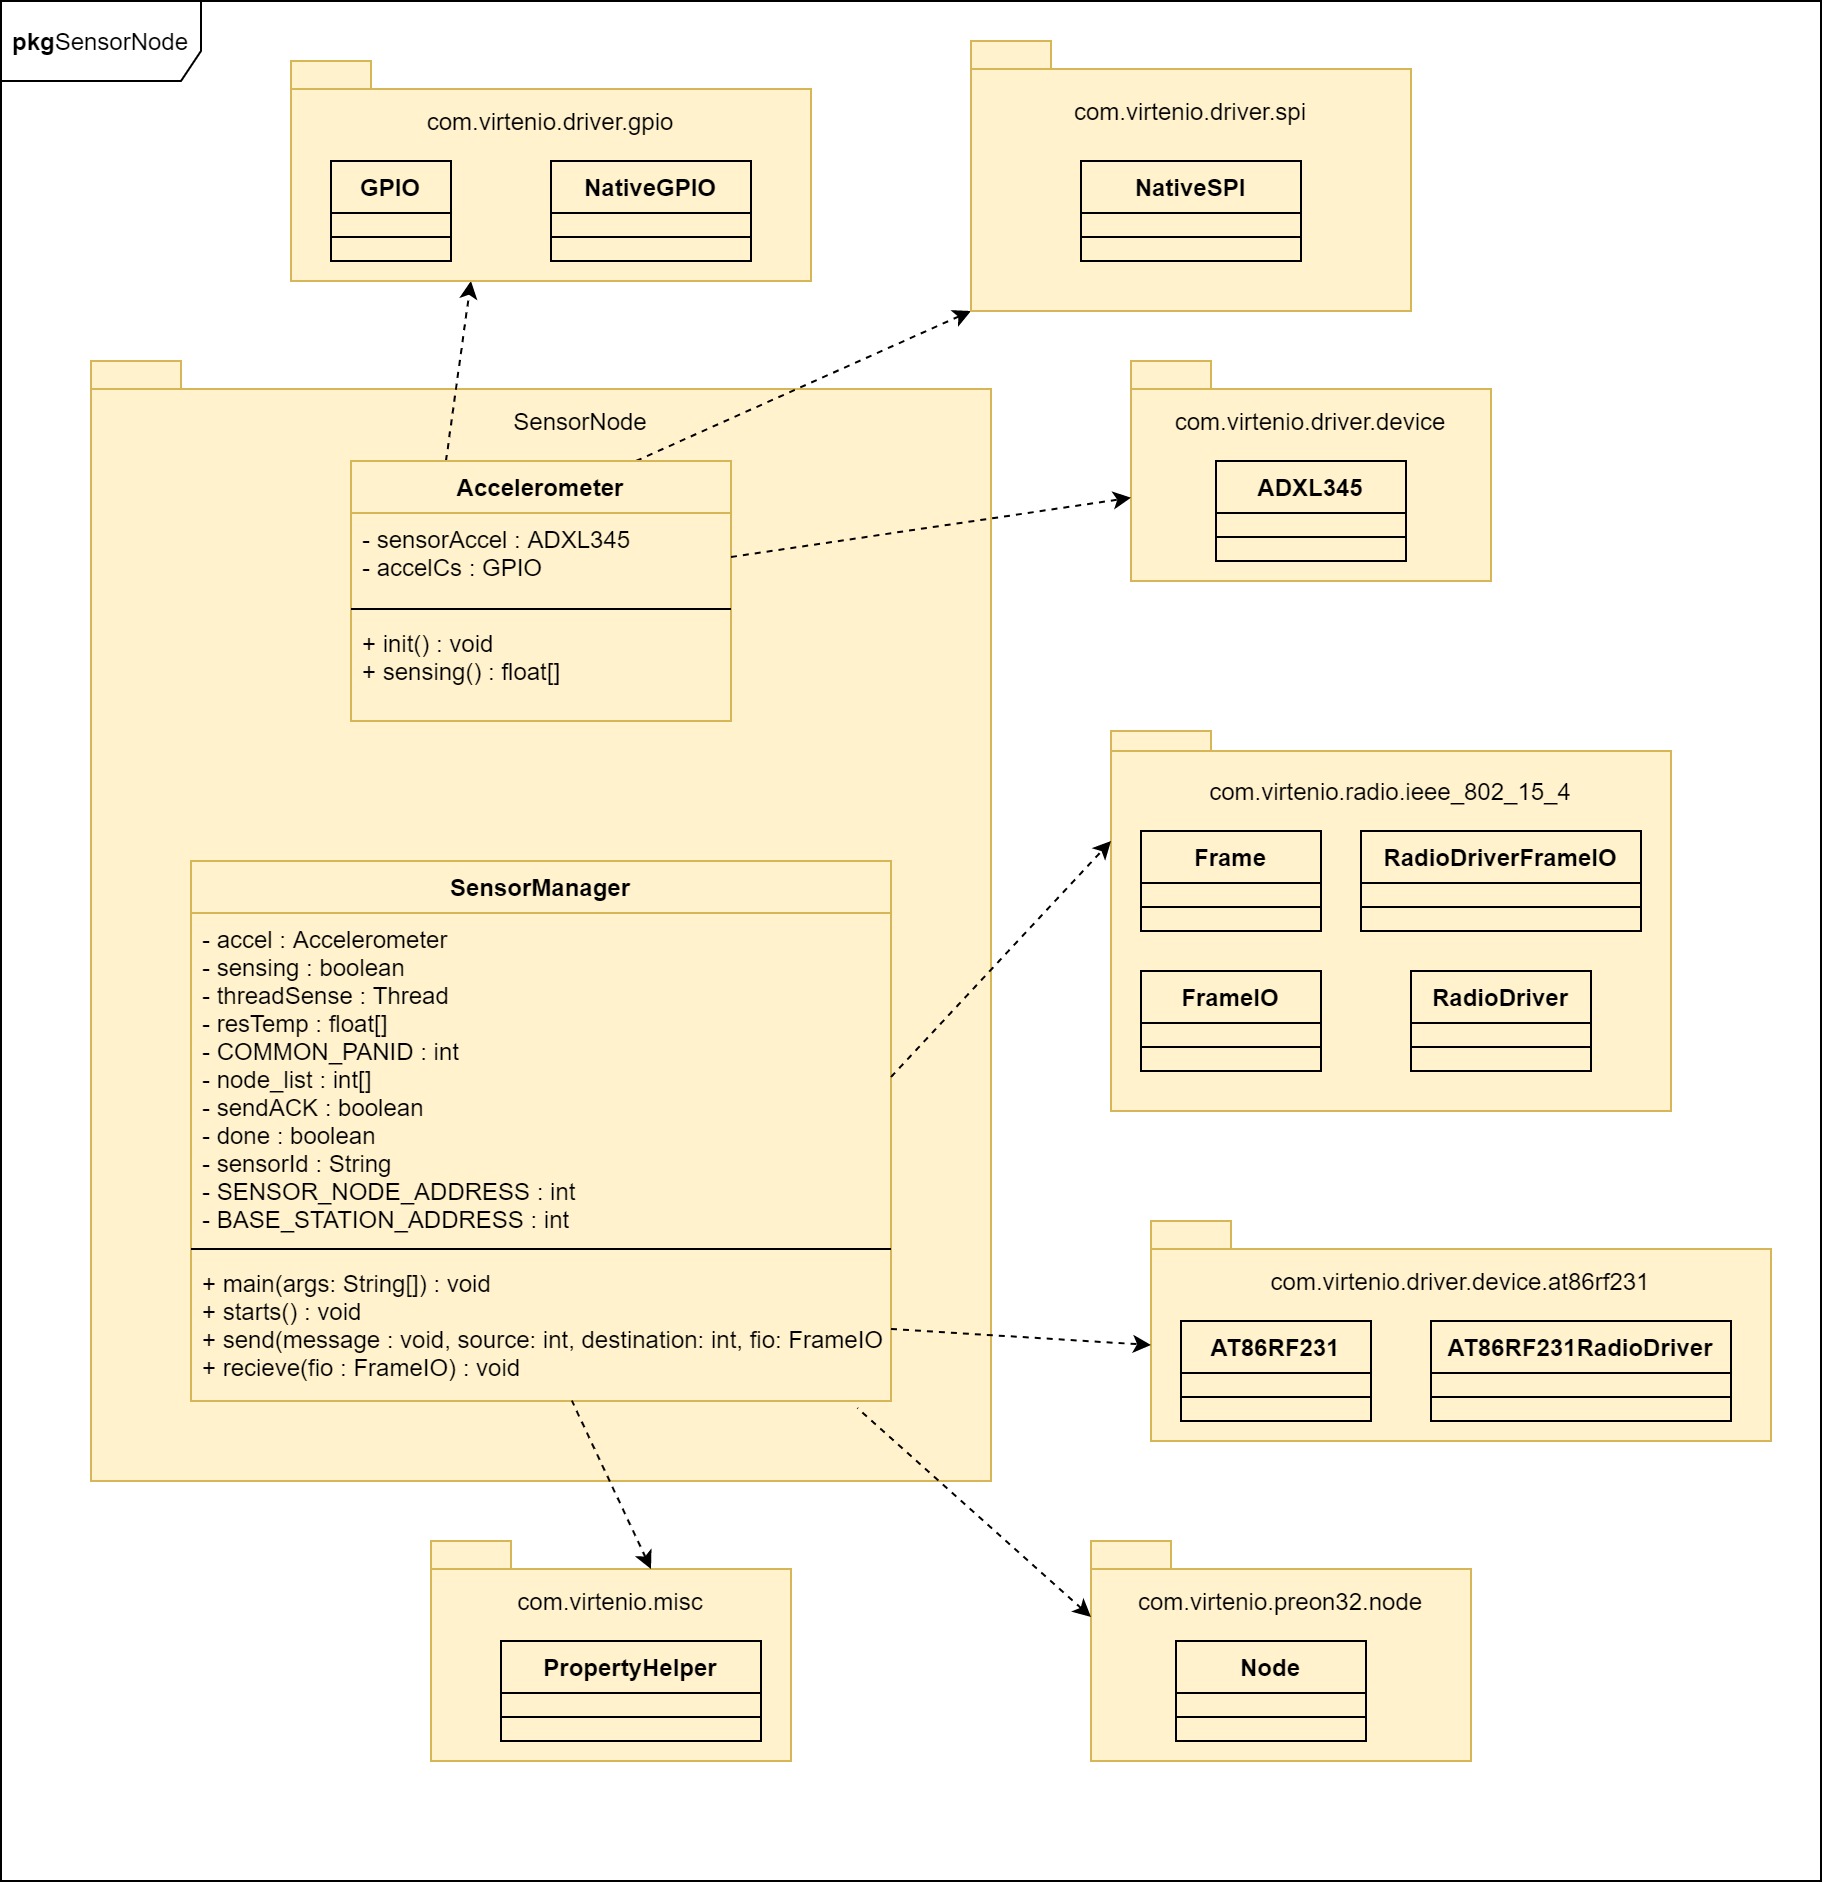 pkgSensorNode
com.virtenio.driver.gpio
GPIO
NativeGPIO
com.virtenio.driver.spi
NativeSPI
SensorNode
Accelerometer
- sensorAccel : ADXL345
- accelCs : GPIO
+ init() : void
+ sensing() : float[]
com.virtenio.driver.device
ADXL345
SensorManager
- accel : Accelerometer
- sensing : boolean
- threadSense : Thread
- resTemp : float[]
- COMMON_PANID : int
- node_list : int[]
- sendACK : boolean
- done : boolean
- sensorId : String
- SENSOR_NODE_ADDRESS : int
- BASE_STATION_ADDRESS : int
+ main(args: String[]) : void
+ starts() : void
+ send(message : void, source: int, destination: int, fio: FrameIO
+ recieve(fio : FrameIO) : void
com.virtenio.radio.ieee_802_15_4
Frame
RadioDriverFrameIO
FrameIO
RadioDriver
com.virtenio.driver.device.at86rf231
AT86RF231
AT86RF231RadioDriver
com.virtenio.misc
PropertyHelper
com.virtenio.preon32.node
Node